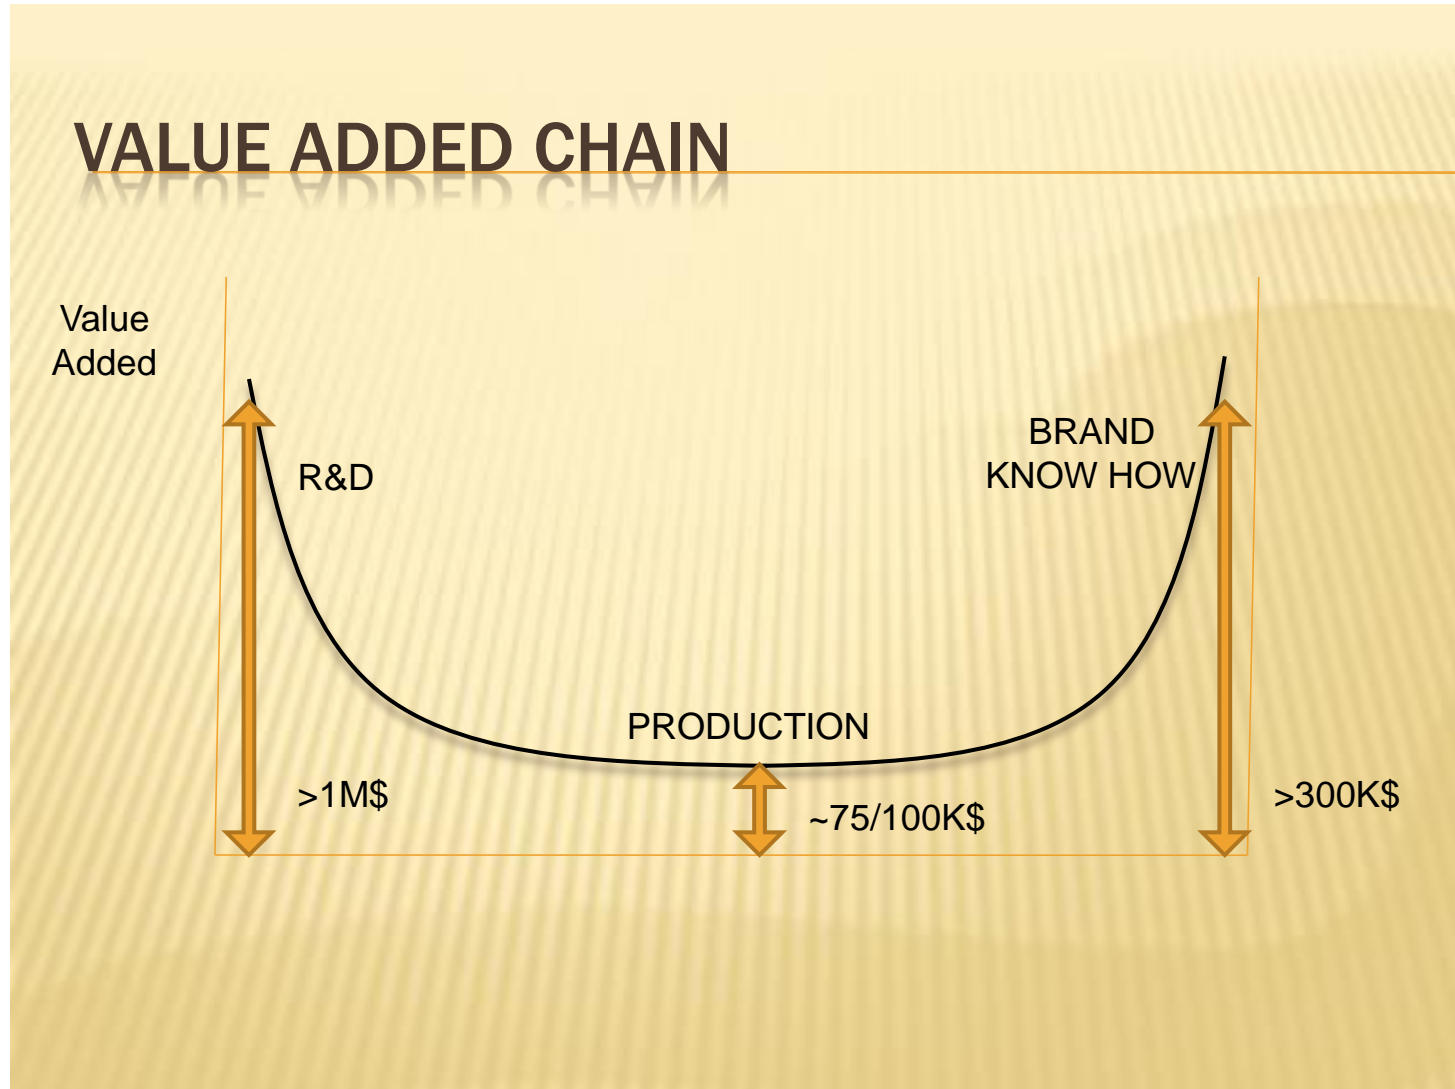 VALUE ADDED CHAIN
Value
Added
R&D
BRAND
KNOW HOW
PRODUCTION
>1M$
~75/100K$
>300K$